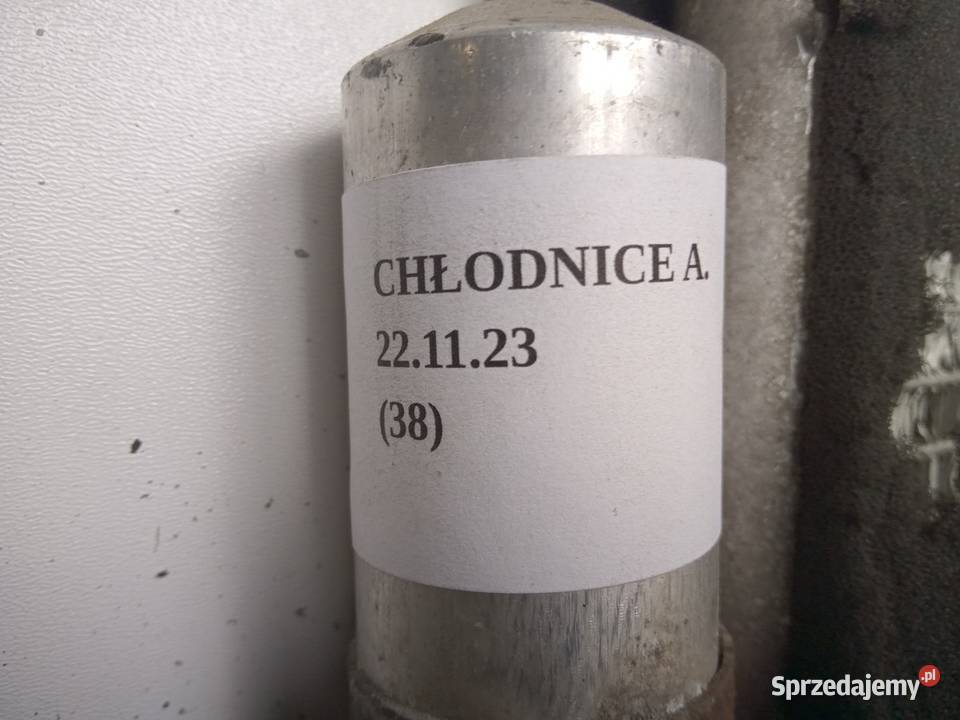 CHŁODNICE A.
22.11.23
(38)
Sprzedajemy.pl